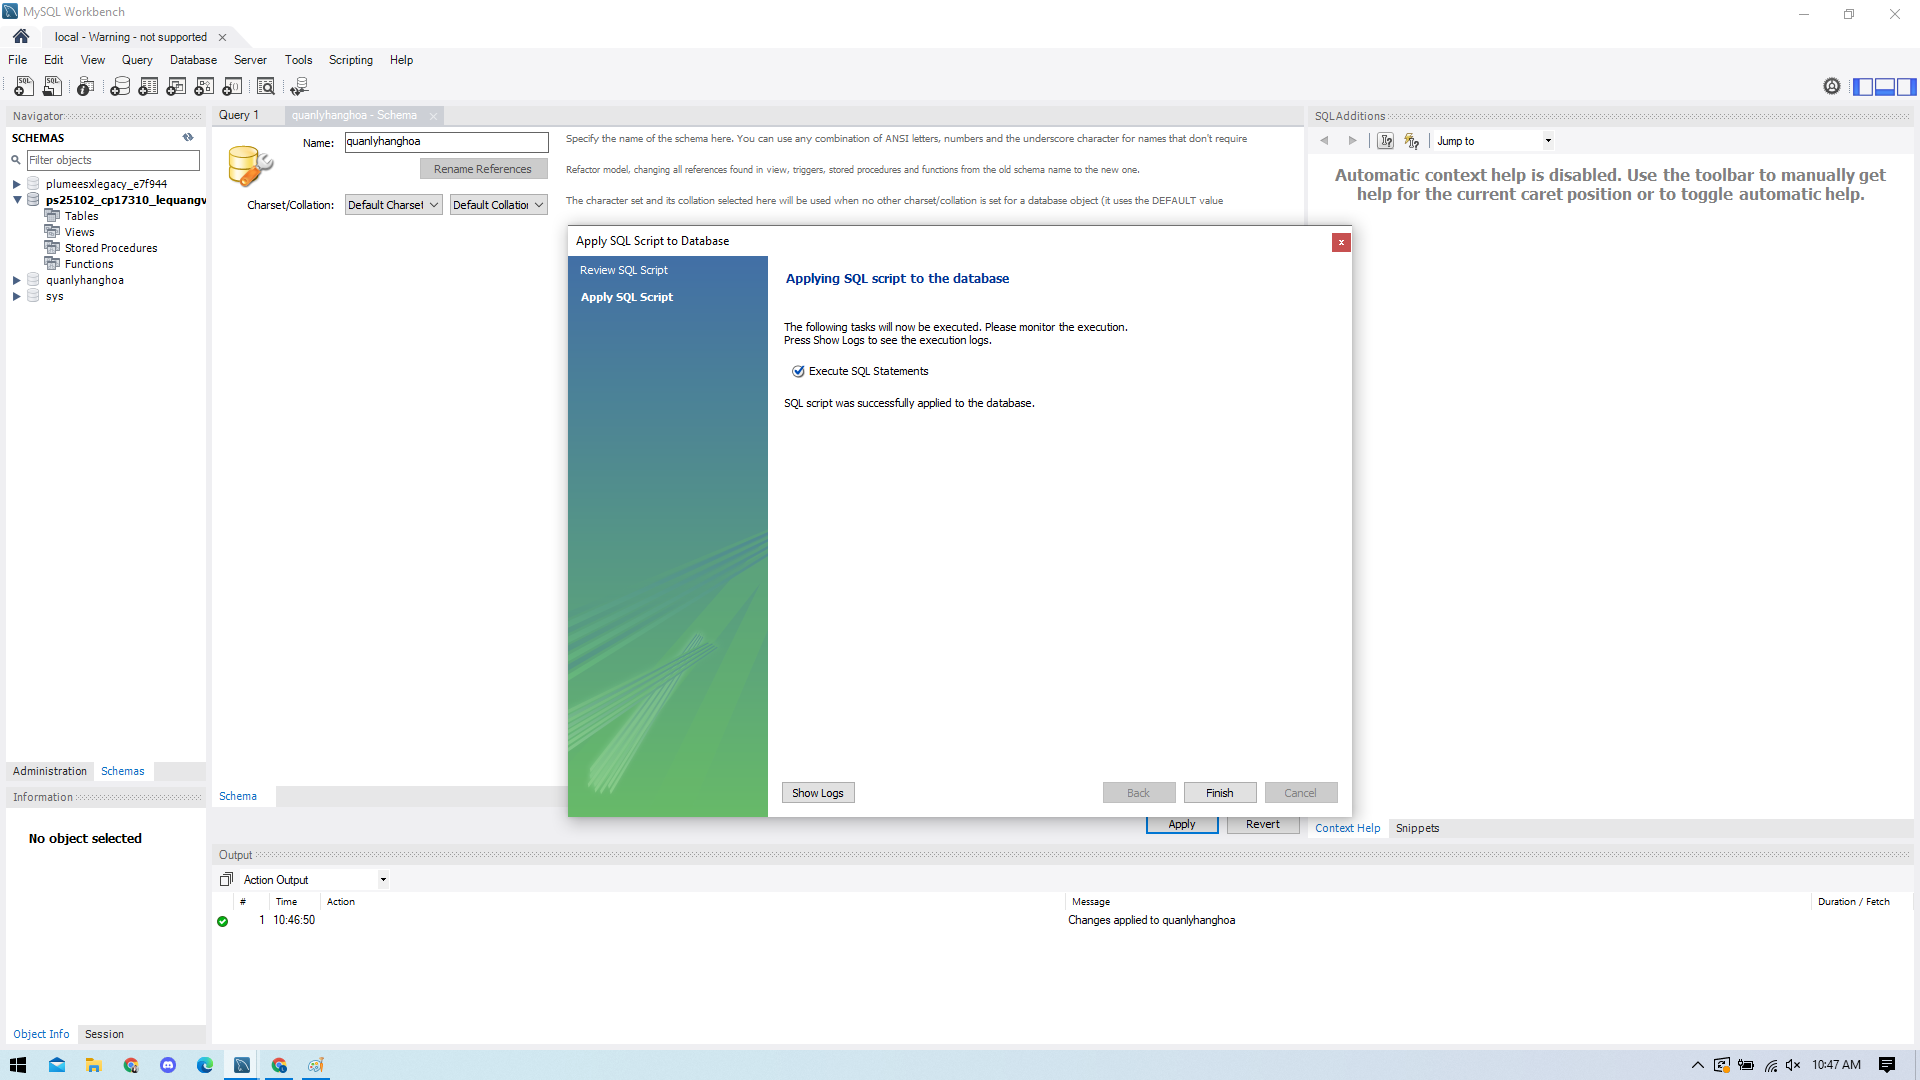 MySQL Workbench
local - Warning - not supported
File Edit View Query Database Server Tools Scripting Help
Navigator
SCHEMAS
Filter objects
plumeesxlegacy_e7f944
ps25102_cp17310_lequangv
Tables
Views
Stored Procedures
Functions
quanlyhanghoa
sys
Administration Schemas
Information
No object selected
Object Info Session
Query 1 quanlyhanghoa - Schema
Name: quanlyhanghoa
Specify the name of the schema here. You can use any combination of ANSI letters, numbers and the underscore character for names that don't require
Rename References
Refactor model, changing all references found in view, triggers, stored procedures and functions from the old schema name to the new one.
Charset/Collation: Default Charset Default Collation
The character set and its collation selected here will be used when no other charset/collation is set for a database object (it uses the DEFAULT value
Apply SQL Script to Database
x
Review SQL Script
Apply SQL Script
Applying SQL script to the database
The following tasks will now be executed. Please monitor the execution.
Press Show Logs to see the execution logs.
Execute SQL Statements
SQL script was successfully applied to the database.
Show Logs Back Finish Cancel
Schema
Apply Revert
SQLAdditions
Jump to
Automatic context help is disabled. Use the toolbar to manually get
help for the current caret position or to toggle automatic help.
Context Help Snippets
Output
Action Output
# Time Action Message Duration / Fetch
1 10:46:50 Changes applied to quanlyhanghoa
10:47 AM